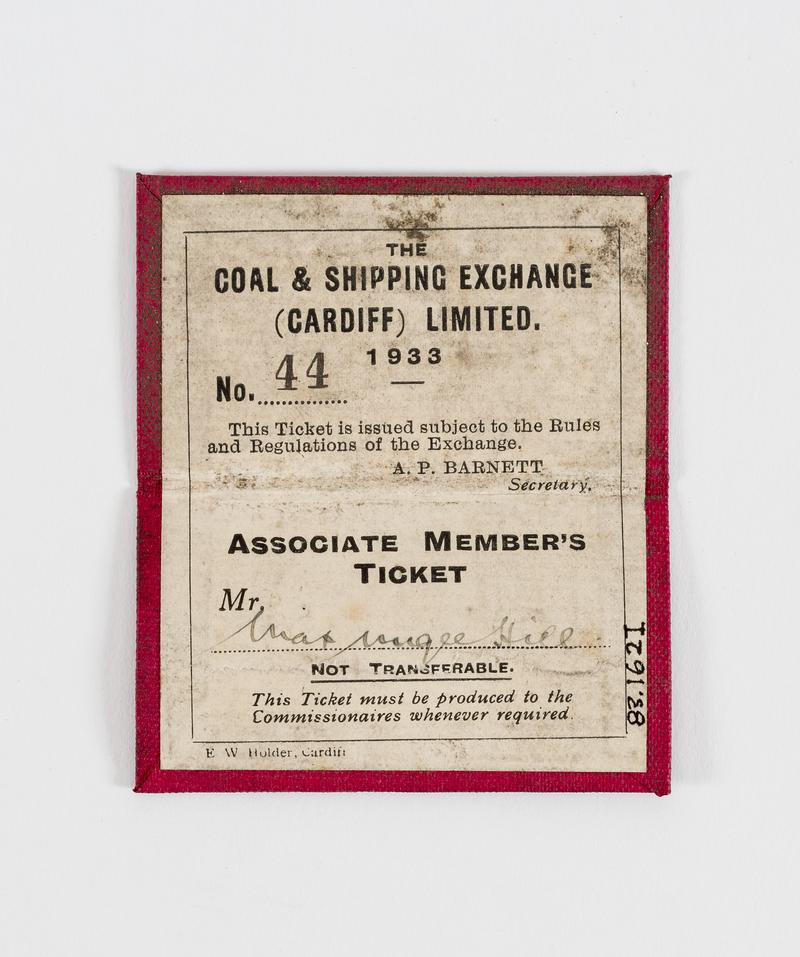 THE
COAL & SHIPPING EXCHANGE
(CARDIFF) LIMITED.
1933
No. 44
This Ticket is issued subject to the Rules
and Regulations of the Exchange.
A. P. BARNETT
Secretary.
ASSOCIATE MEMBER'S
TICKET
Mr.
Hill
NOT TRANSFERABLE.
This Ticket must be produced to the
Commissionaires whenever required.
E W Holder, Cardiff